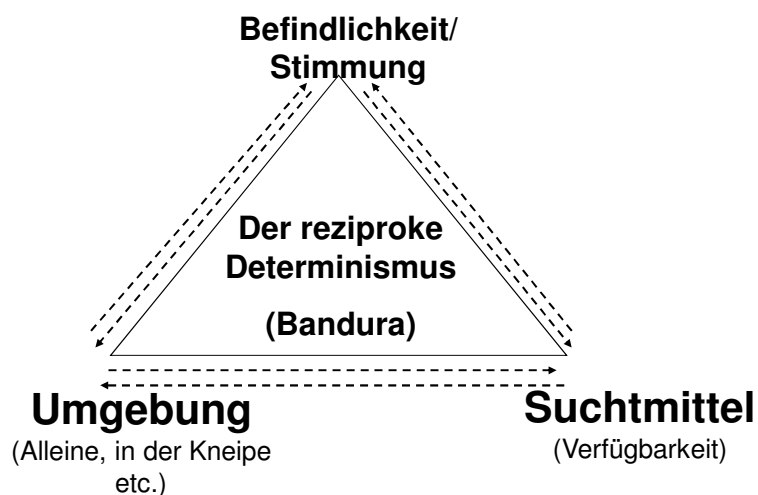 Befindlichkeit/
Stimmung
Der reziproke
Determinismus
(Bandura)
Umgebung
(Alleine, in der Kneipe
etc.)
Suchtmittel
(Verfügbarkeit)